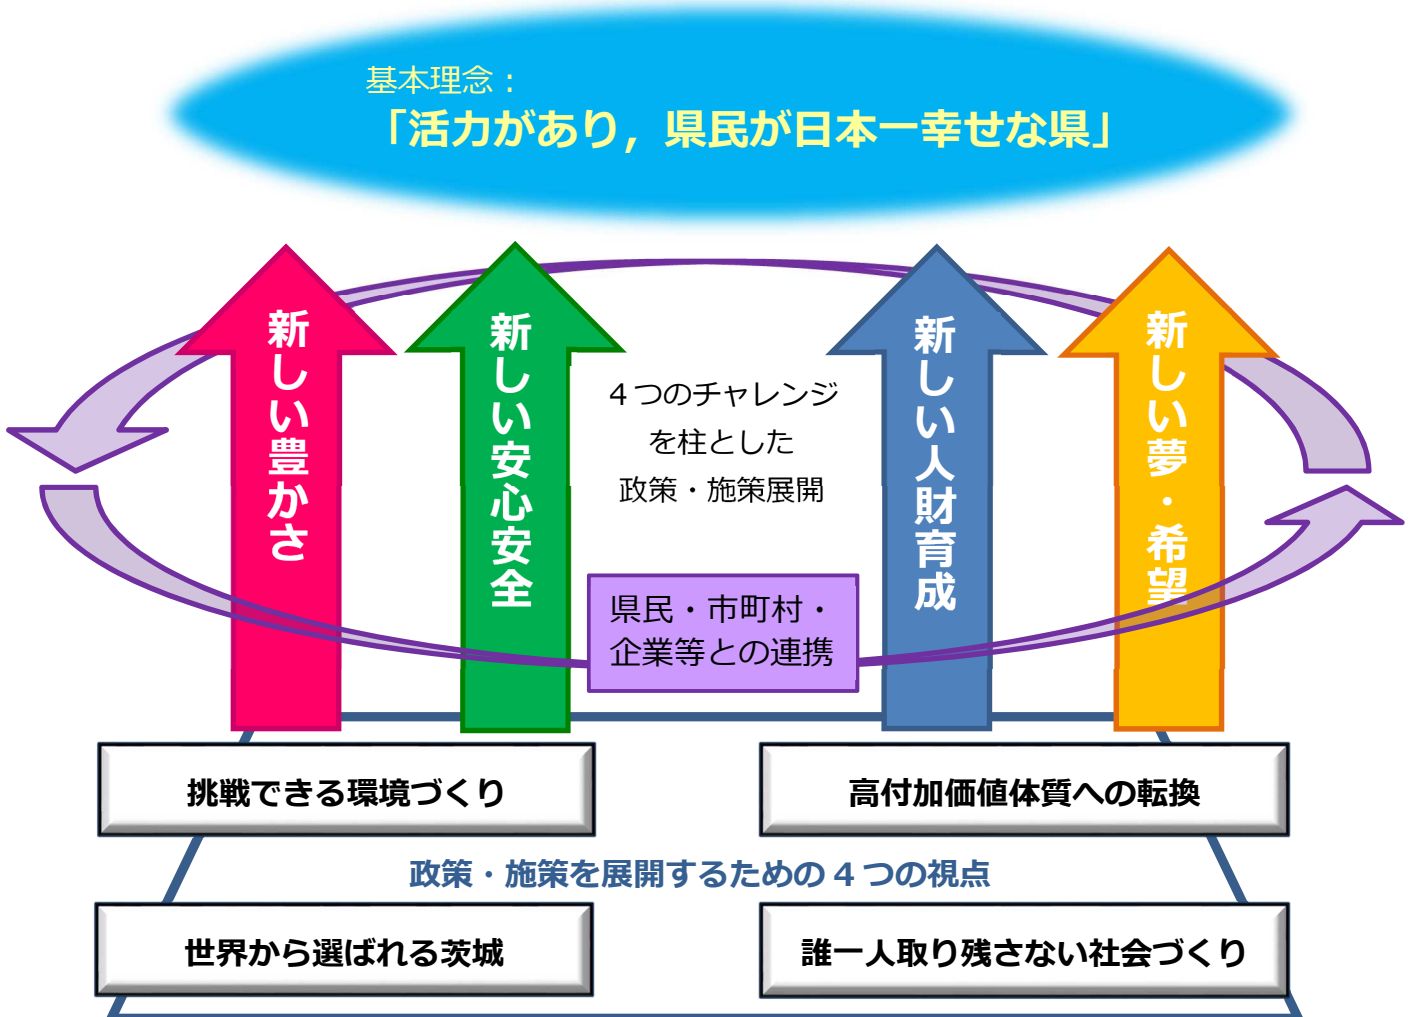 基本理念：
「活力があり，県民が日本一幸せな県」
新しい豊かさ
新しい安心安全
新しい人財育成
新しい夢・希望
４つのチャレンジ
を柱とした
政策・施策展開
県民・市町村・
企業等との連携
挑戦できる環境づくり
高付加価値体質への転換
政策・施策を展開するための４つの視点
世界から選ばれる茨城
誰一人取り残さない社会づくり